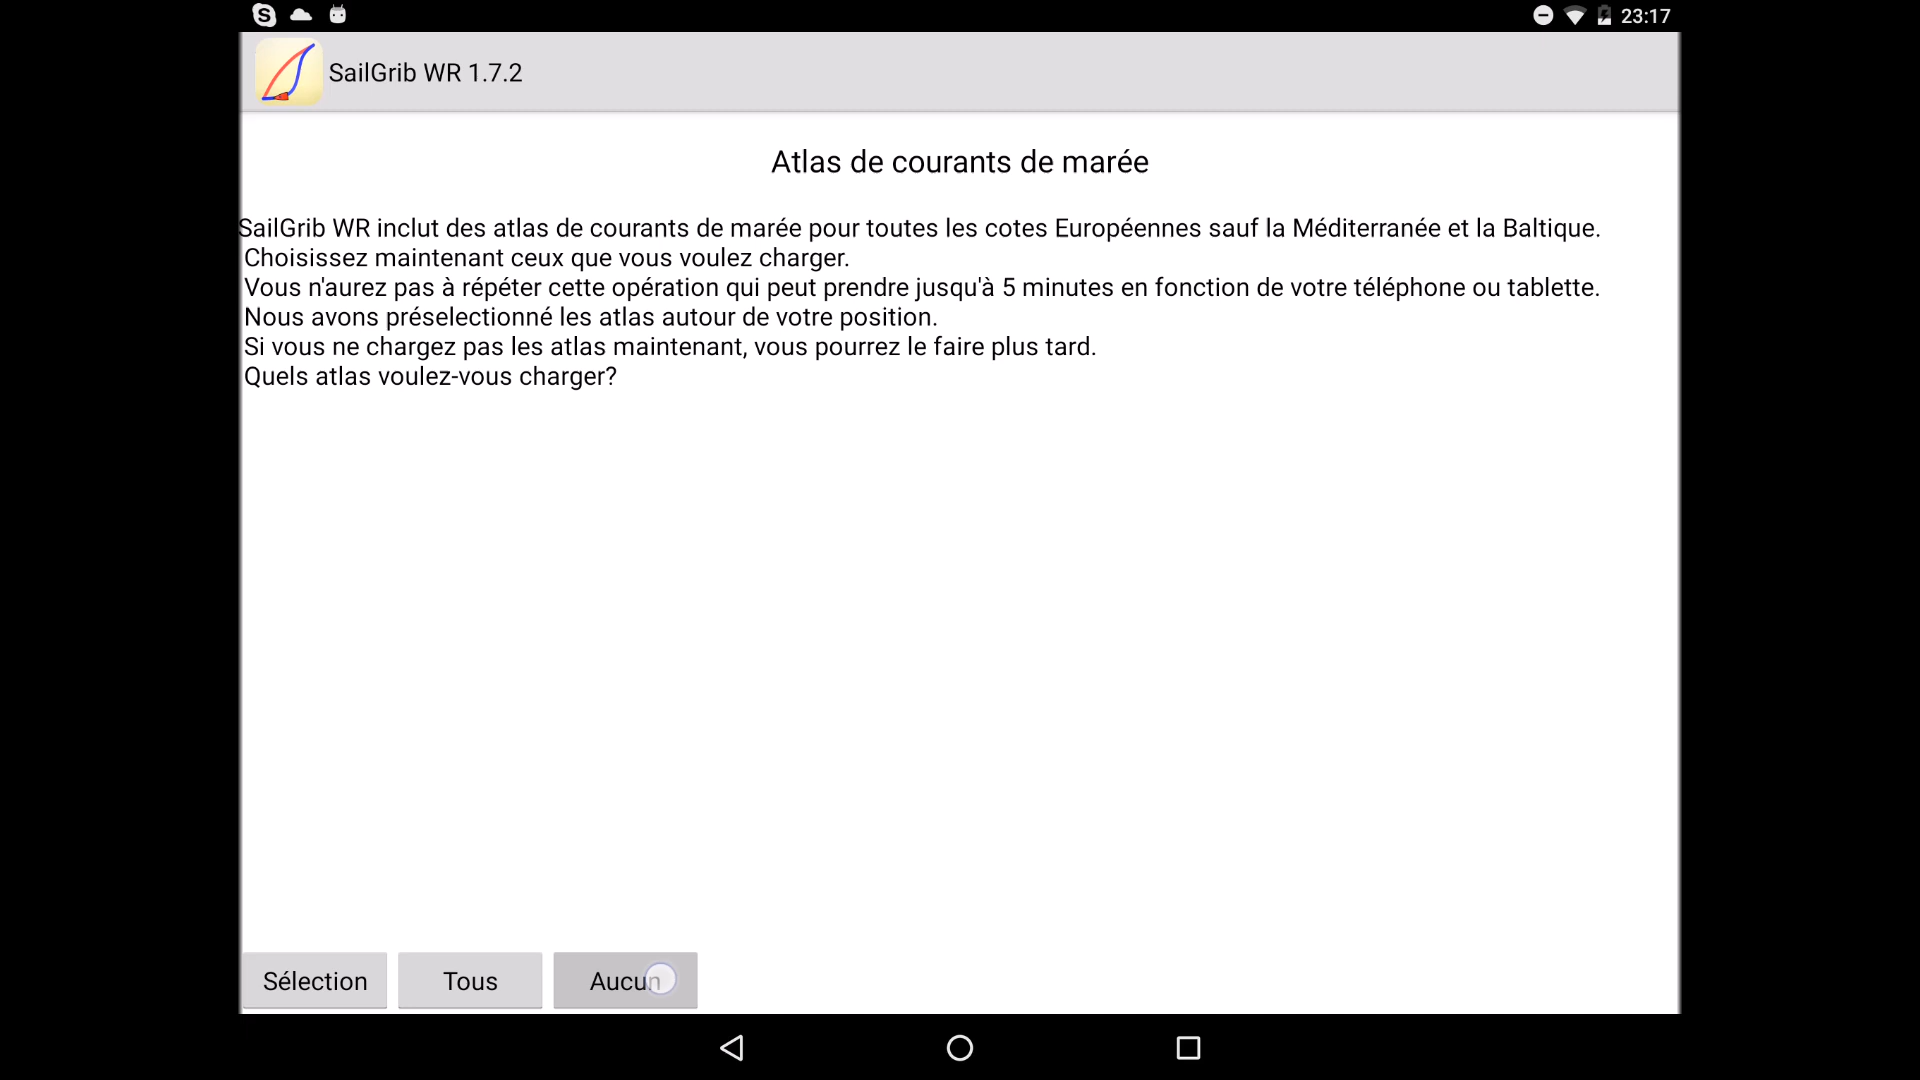 23:17
SailGrib WR 1.7.2
Atlas de courants de marée
SailGrib WR inclut des atlas de courants de marée pour toutes les cotes Européennes sauf la Méditerranée et la Baltique.
Choisissez maintenant ceux que vous voulez charger.
Vous n'aurez pas à répéter cette opération qui peut prendre jusqu'à 5 minutes en fonction de votre téléphone ou tablette.
Nous avons préselectionné les atlas autour de votre position.
Si vous ne chargez pas les atlas maintenant, vous pourrez le faire plus tard.
Quels atlas voulez-vous charger?
Sélection Tous Aucun